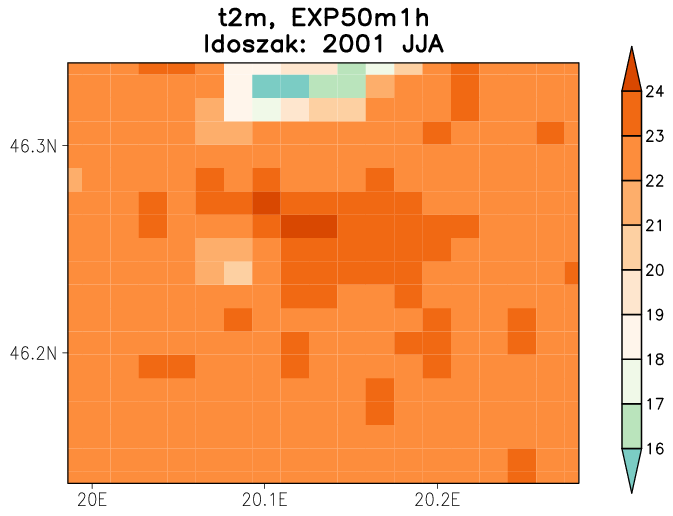 t2m, EXP50m1h
Idoszak: 2001 JJA
24
23
22
21
20
19
18
17
16
46.3N
46.2N
20E
20.1E
20.2E